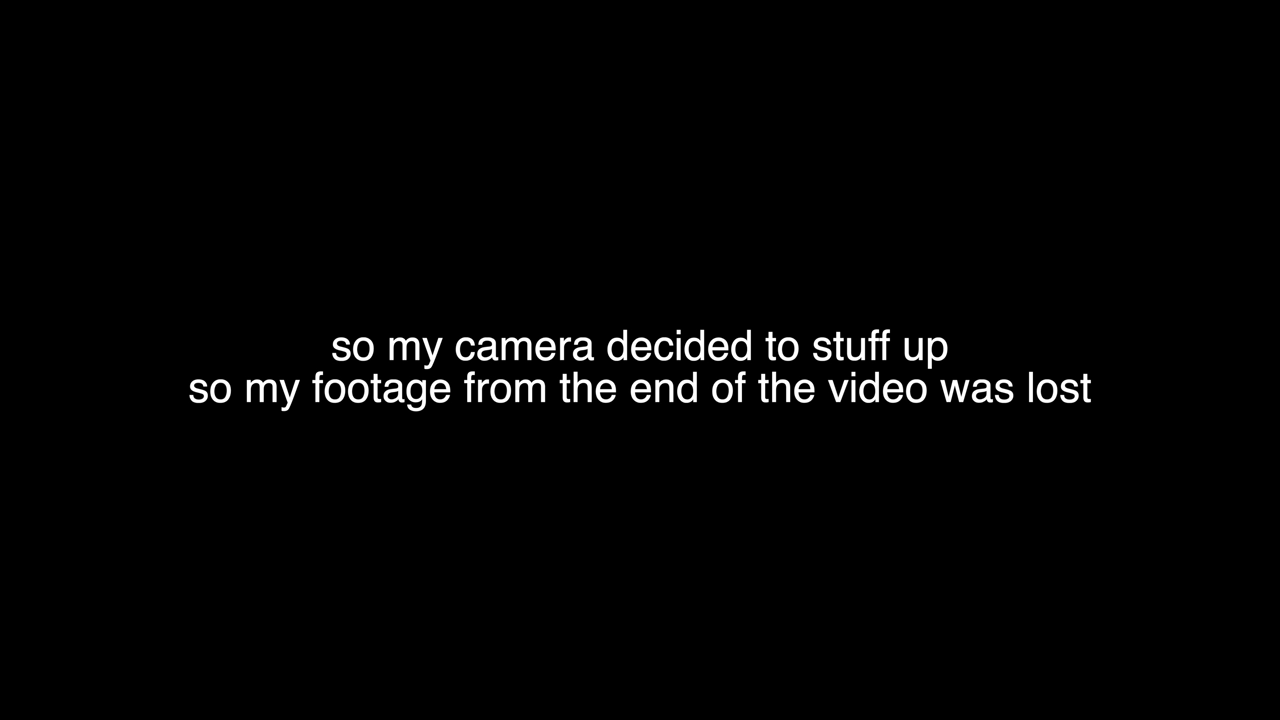 so my camera decided to stuff up
so my footage from the end of the video was lost